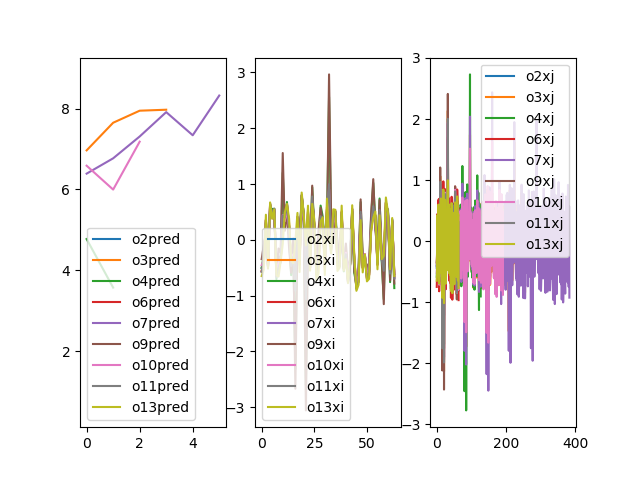 8
6
4
2
0
2
4
o2pred
o3pred
o4pred
o6pred
o7pred
o9pred
o10pred
o11pred
o13pred
3
2
1
0
−1
−2
−3
0
25
50
o2xi
o3xi
o4xi
o6xi
o7xi
o9xi
o10xi
o11xi
o13xi
3
2
1
0
−1
−2
−3
0
200
400
o2xj
o3xj
o4xj
o6xj
o7xj
o9xj
o10xj
o11xj
o13xj